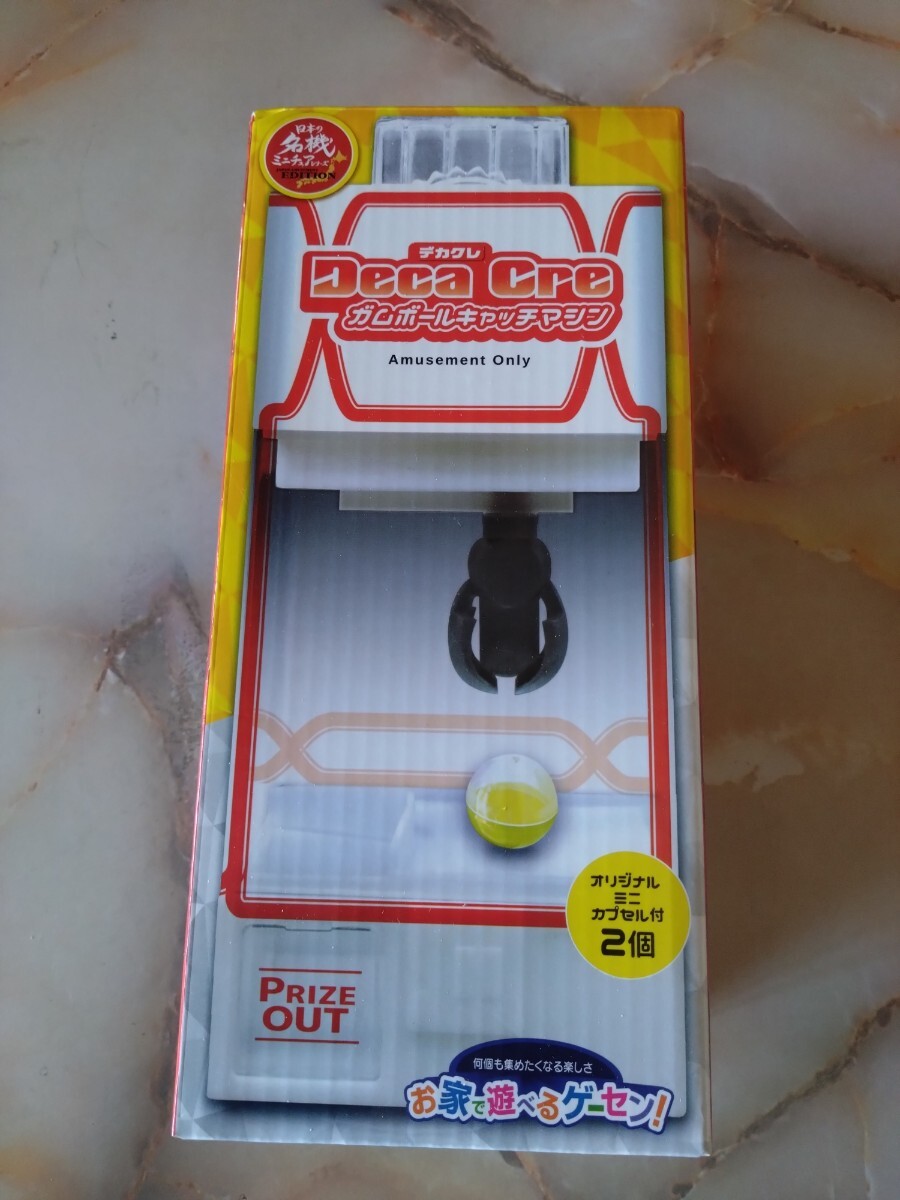 日本の
名機
ミニチュアシリーズ
EDITION
デカクレ
Deca Cre
ガムボールキャッチマシン
Amusement Only
オリジナル
ミニ
カプセル付
2個
PRIZE
OUT
何個も集めたくなる楽しさ
お家で遊べるゲーセン!